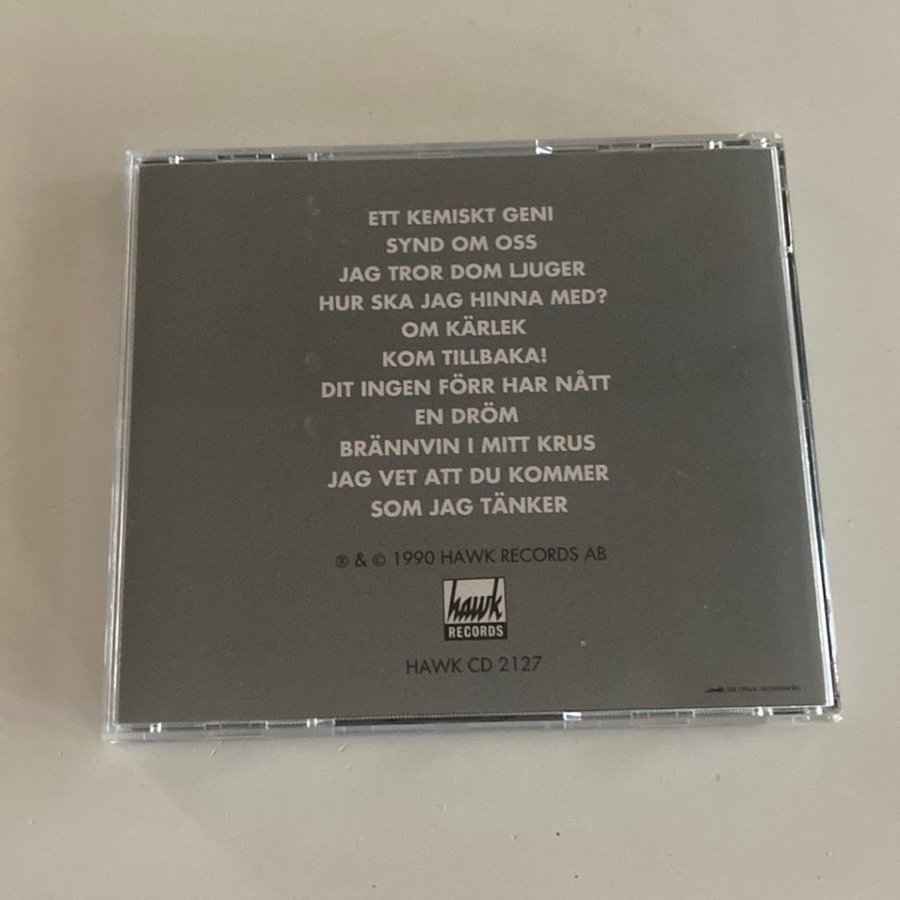 ETT KEMISKT GENI
SYND OM OSS
JAG TROR DOM LJUGER
HUR SKA JAG HINNA MED?
OM KÄRLEK
KOM TILLBAKA!
DIT INGEN FÖRR HAR NÅTT
EN DRÖM
BRÄNNVIN I MITT KRUS
JAG VET ATT DU KOMMER
SOM JAG TÄNKER
® & © 1990 HAWK RECORDS AB
hawk
RECORDS
HAWK CD 2127